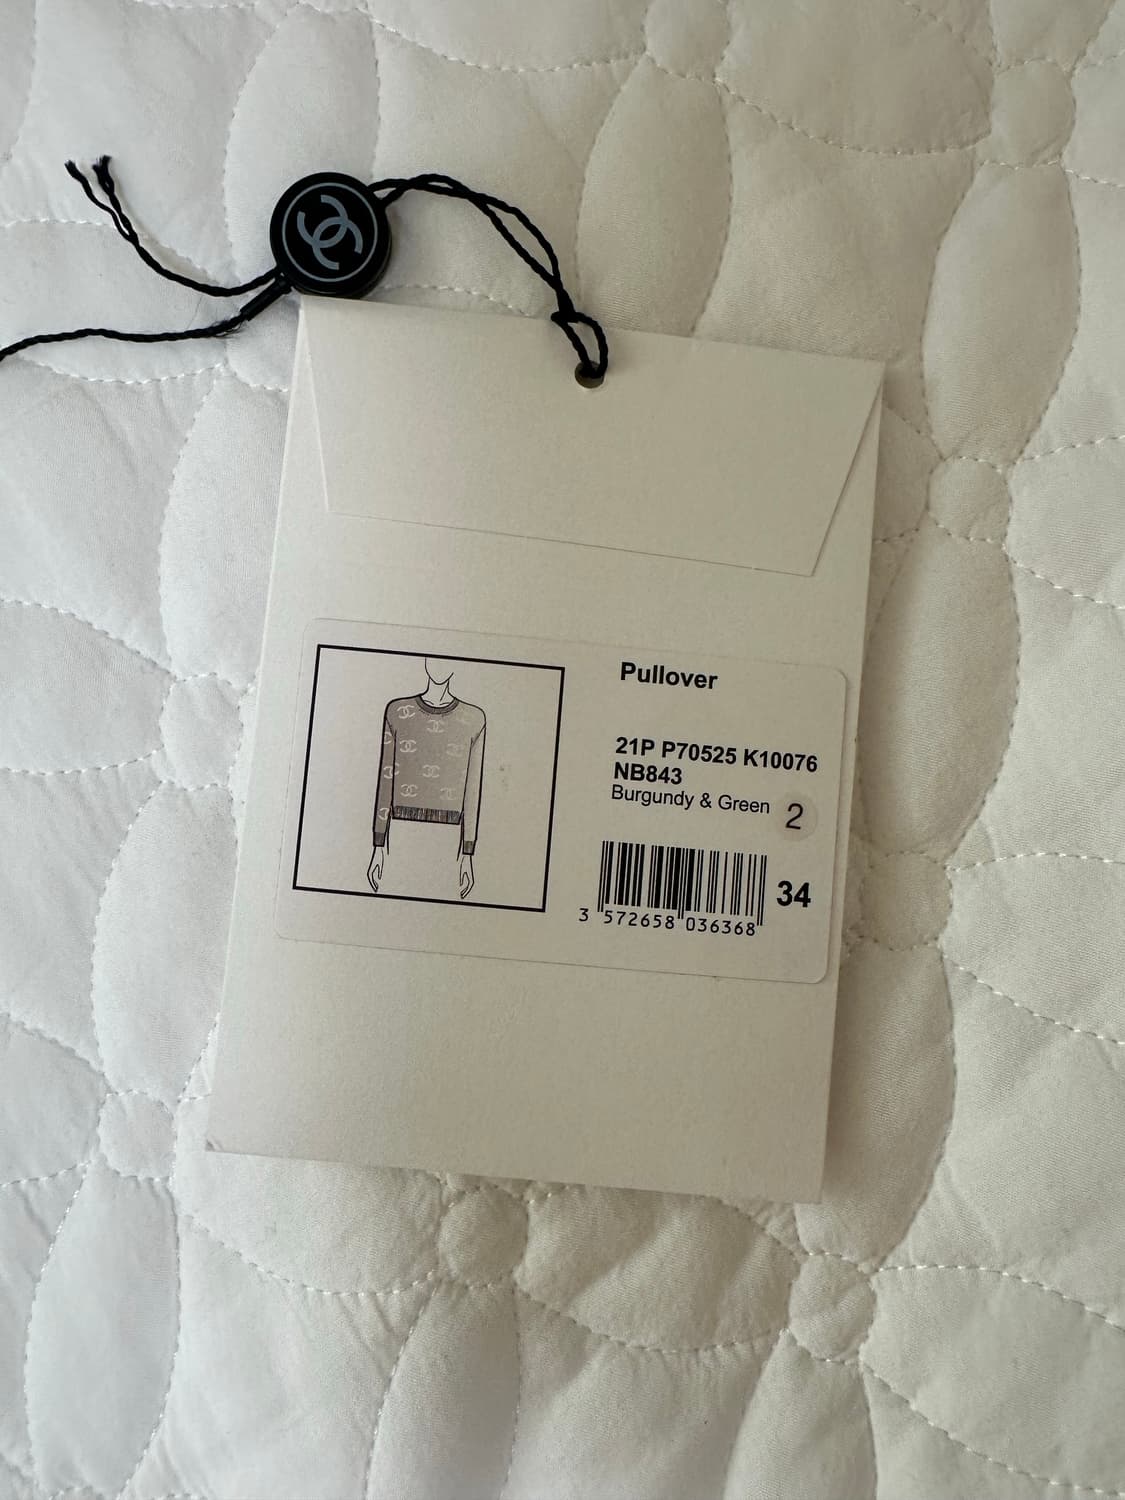 Pullover
21P P70525 K10076
NB843
Burgundy & Green 2
34
3 572658 036368